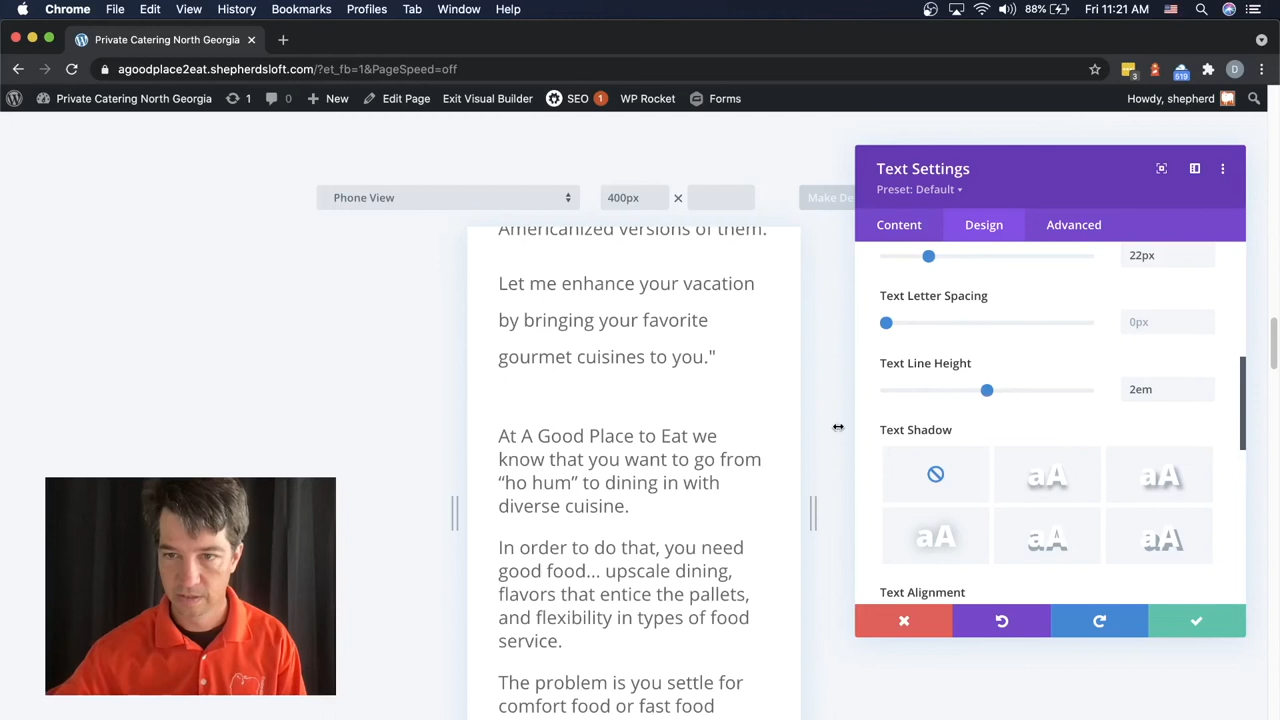 Chrome File Edit View History Bookmarks Profiles Tab Window Help 88% Fri 11:21 AM
Private Catering North Georgia
agoodplace2eat.shepherdsloft.com/?et_fb=1&PageSpeed=off 3 519 D
Private Catering North Georgia 1 0 New Edit Page Exit Visual Builder SEO 1 WP Rocket Forms Howdy, shepherd
Phone View 400px × Make De
Americanized versions of them.
Let me enhance your vacation
by bringing your favorite
gourmet cuisines to you."
At A Good Place to Eat we
know that you want to go from
“ho hum” to dining in with
diverse cuisine.
In order to do that, you need
good food... upscale dining,
flavors that entice the pallets,
and flexibility in types of food
service.
The problem is you settle for
comfort food or fast food
Text Settings
Preset: Default
Content Design Advanced
22px
Text Letter Spacing
0px
Text Line Height
2em
Text Shadow
aA aA
aA aA aA
Text Alignment